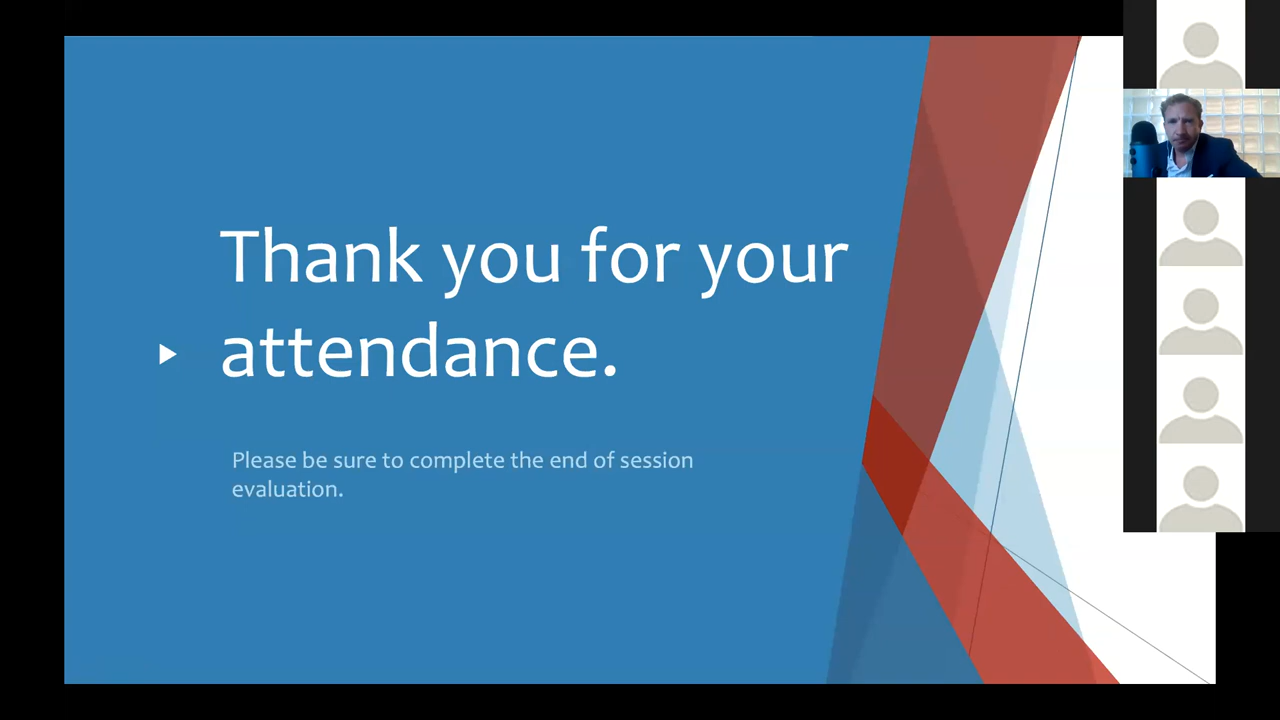 Thank you for your
attendance.
Please be sure to complete the end of session
evaluation.